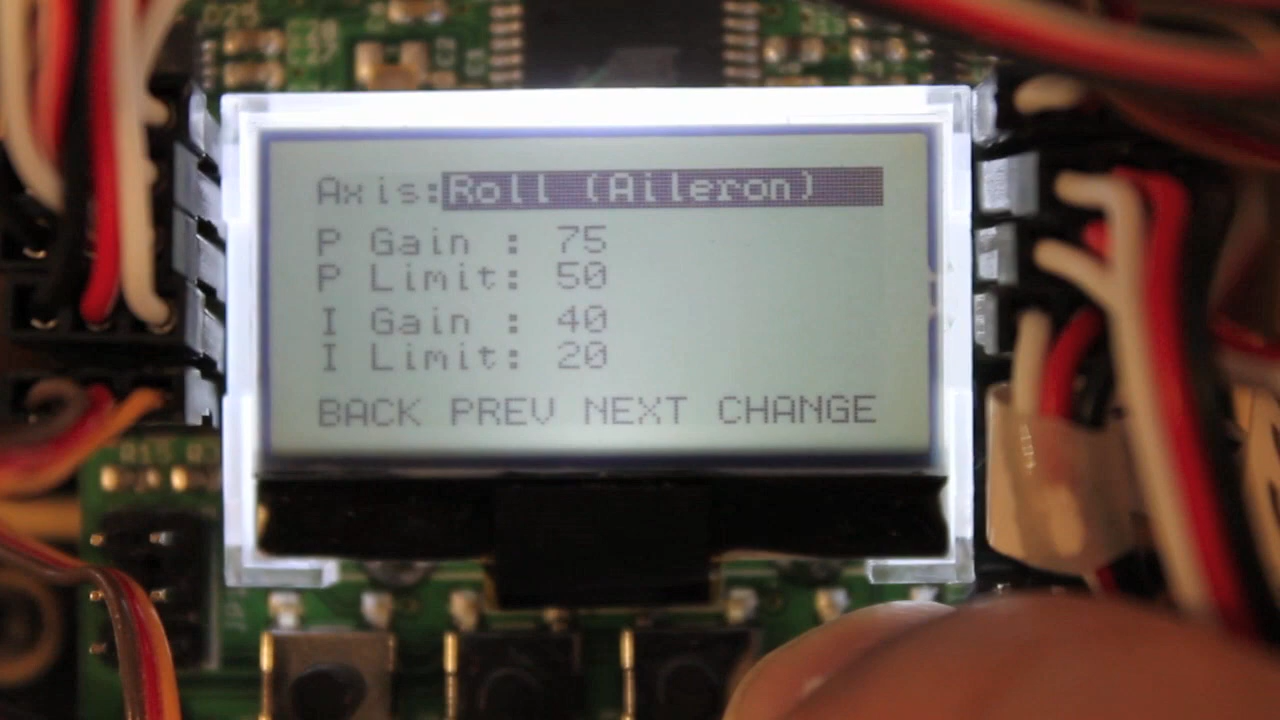 Axis:Roll (Aileron)
P Gain : 75
P Limit: 50
I Gain : 40
I Limit: 20
BACK PREV NEXT CHANGE